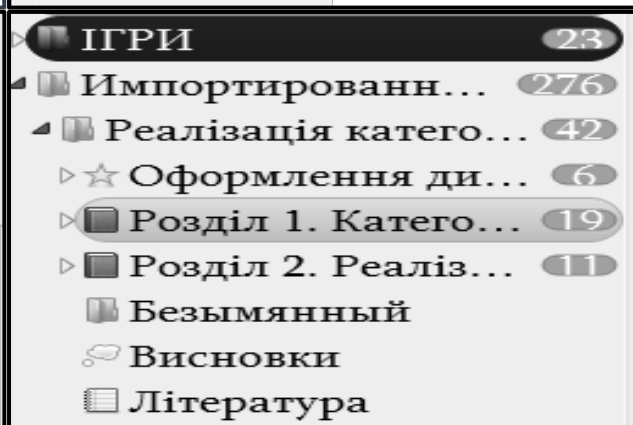 ІГРИ 23
Импортированн... 276
Реалізація катего... 42
Оформлення ди... 6
Розділ 1. Катего... 19
Розділ 2. Реаліз... 11
Безымянный
Висновки
Література